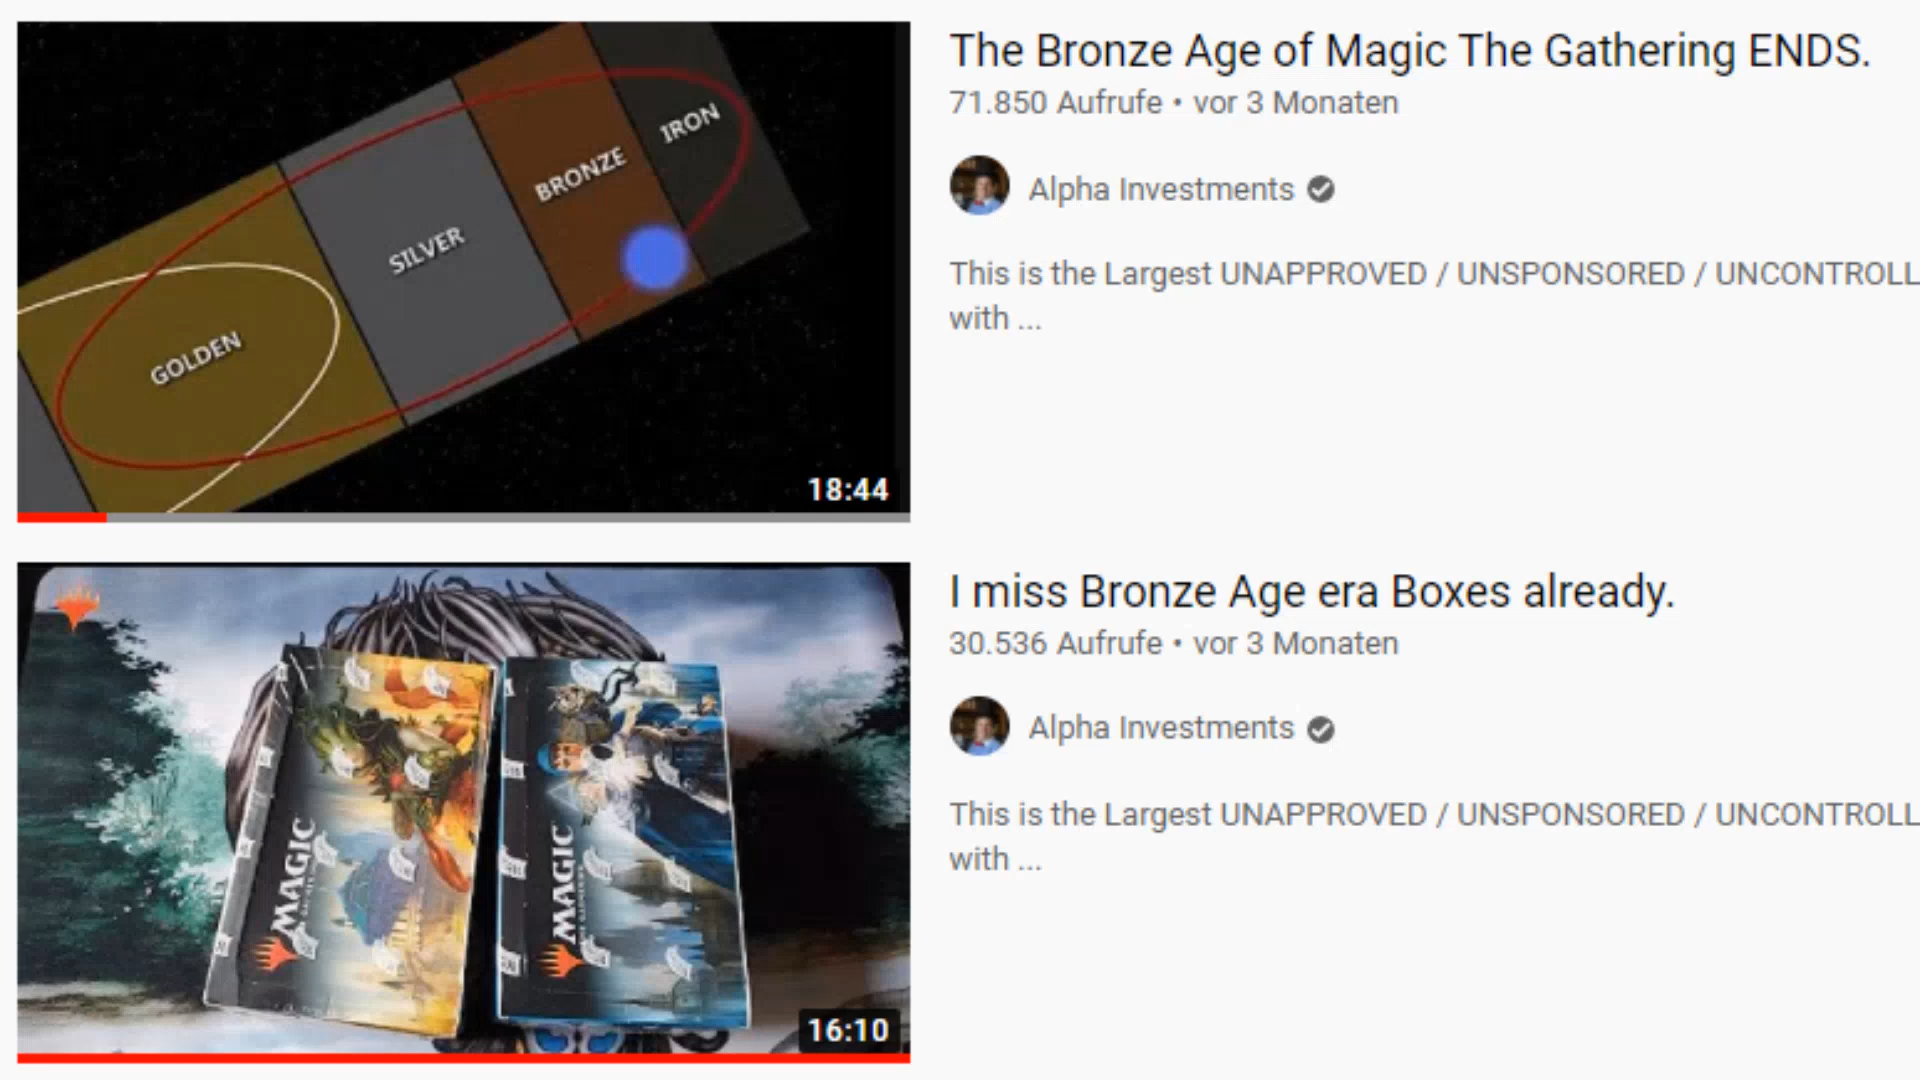 GOLDEN
SILVER
BRONZE
IRON
18:44
The Bronze Age of Magic The Gathering ENDS.
71.850 Aufrufe • vor 3 Monaten
Alpha Investments
This is the Largest UNAPPROVED / UNSPONSORED / UNCONTROLL
with ...
MAGIC
MAGIC
16:10
I miss Bronze Age era Boxes already.
30.536 Aufrufe • vor 3 Monaten
Alpha Investments
This is the Largest UNAPPROVED / UNSPONSORED / UNCONTROLL
with ...